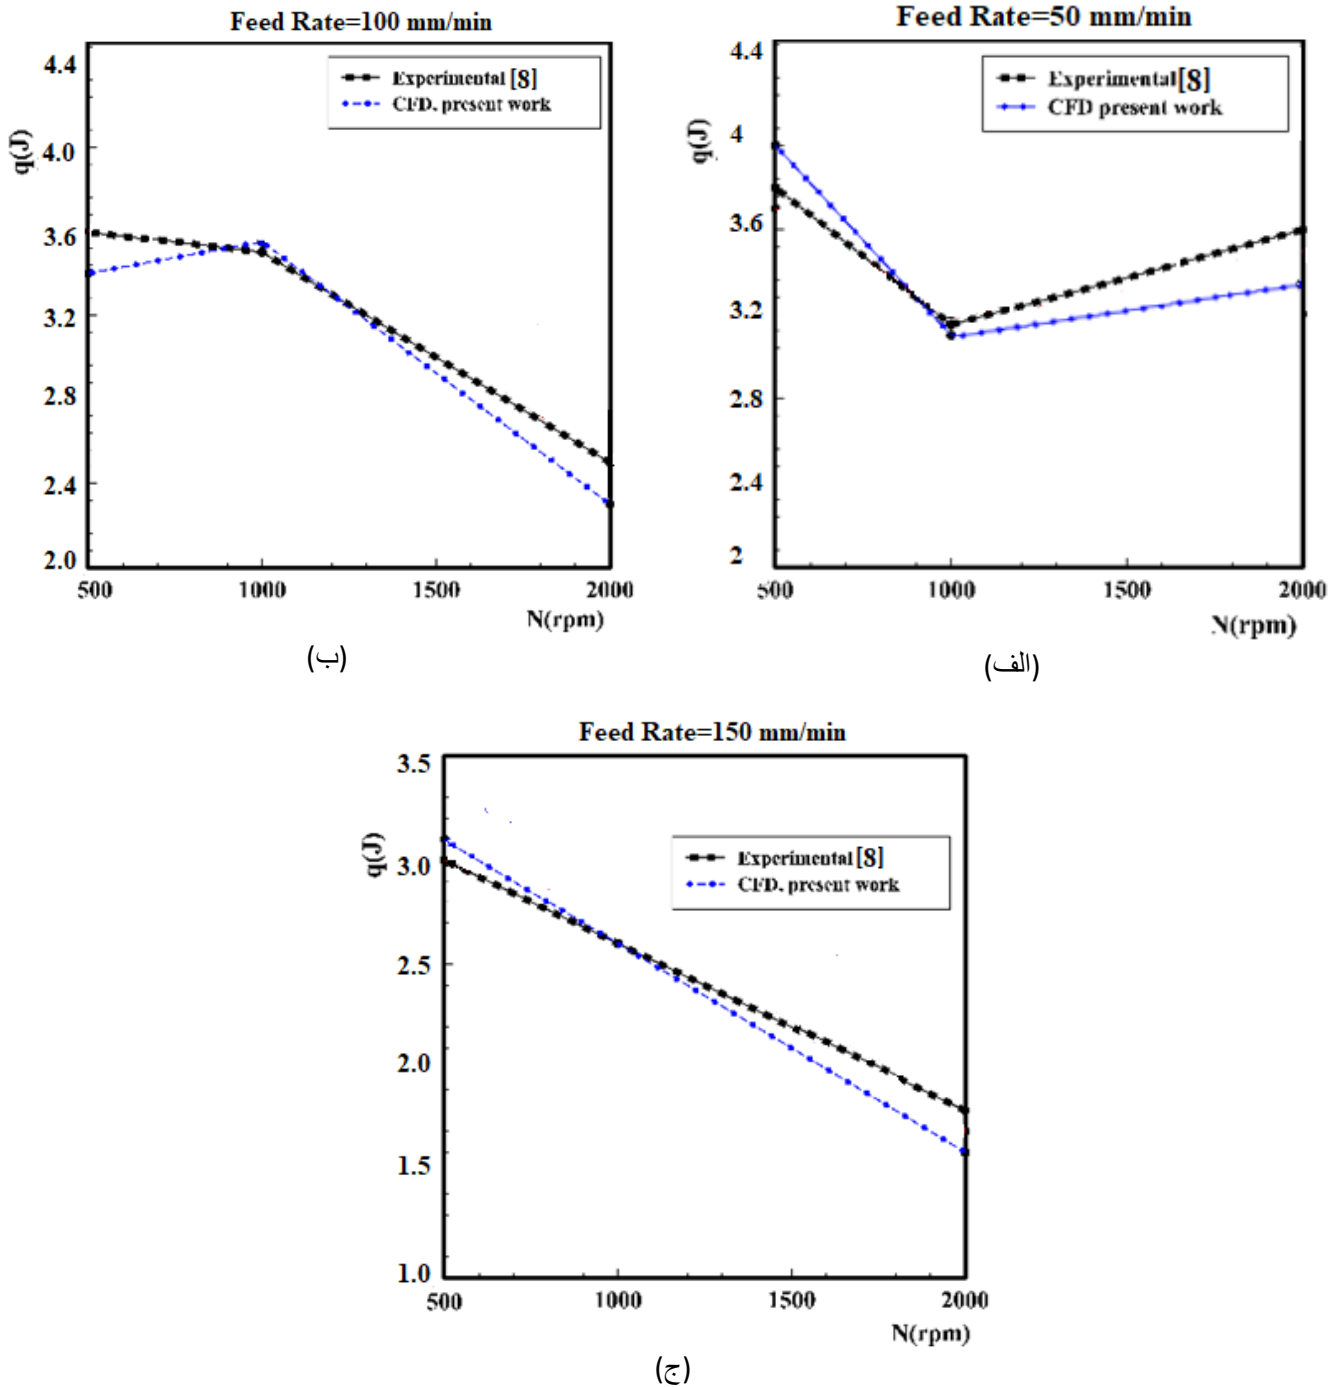 Feed Rate=100 mm/min
q(J)
4.4
4.0
3.6
3.2
2.8
2.4
2.0
Experimental [8]
CFD. present work
500 1000 1500 2000
N(rpm)
(ب)
Feed Rate=50 mm/min
q(J)
4.4
4
3.6
3.2
2.8
2.4
2
Experimental [8]
CFD present work
500 1000 1500 2000
N(rpm)
(الف)
Feed Rate=150 mm/min
q(J)
3.5
3.0
2.5
2.0
1.5
1.0
Experimental [8]
CFD. present work
500 1000 1500 2000
N(rpm)
(ج)